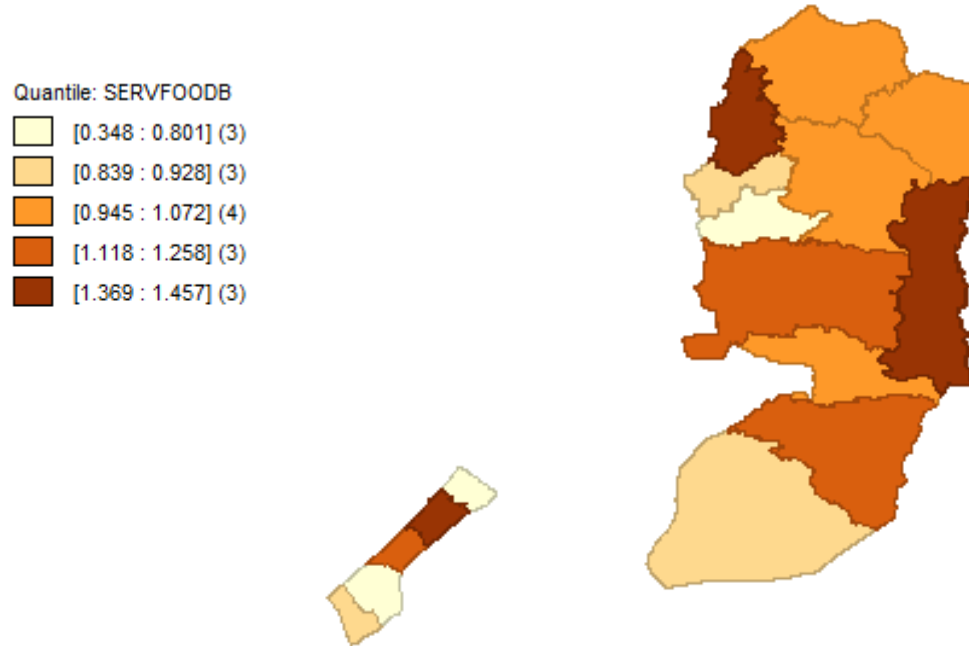 Quantile: SERVFOODB
[0.348 : 0.801] (3)
[0.839 : 0.928] (3)
[0.945 : 1.072] (4)
[1.118 : 1.258] (3)
[1.369 : 1.457] (3)